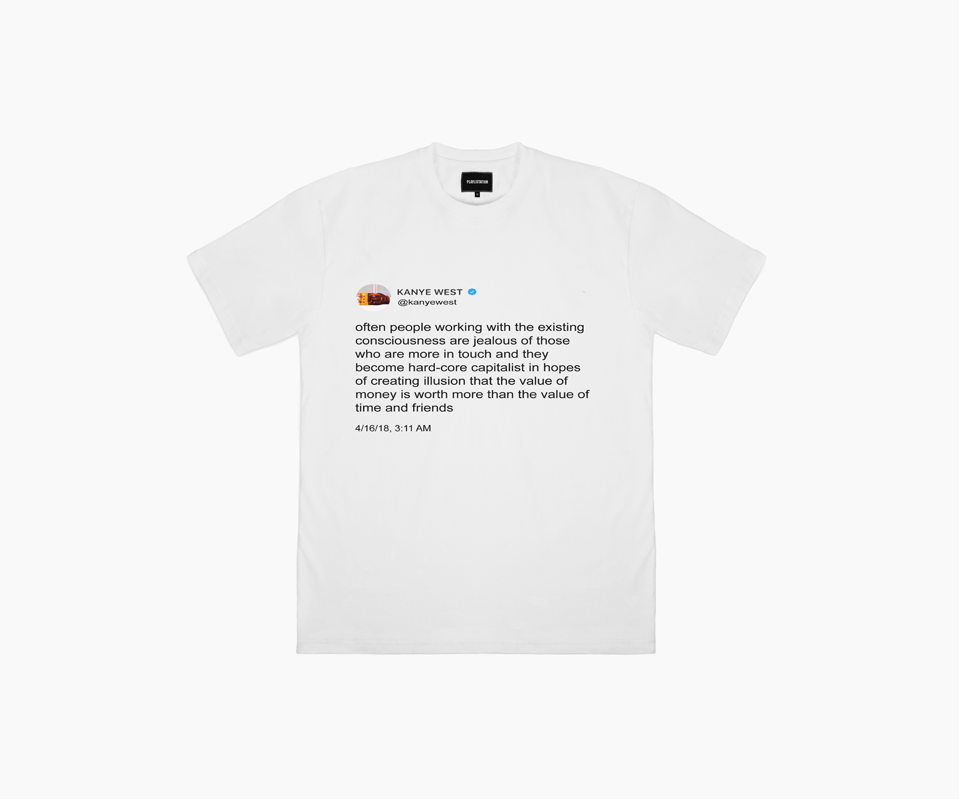 KANYE WEST
@kanyewest
often people working with the existing
consciousness are jealous of those
who are more in touch and they
become hard-core capitalist in hopes
of creating illusion that the value of
money is worth more than the value of
time and friends
4/16/18, 3:11 AM